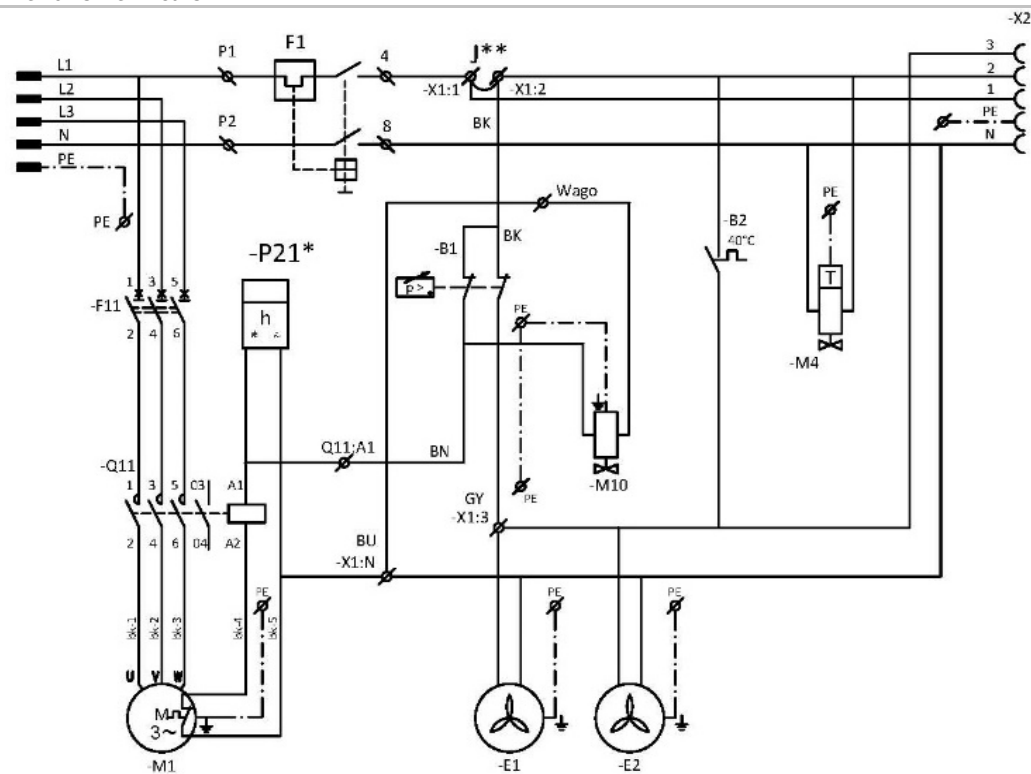 -X2
L1
L2
L3
N
PE
P1
P2
F1
4
8
J**
-X1:1
-X1:2
BK
3
2
1
PE
N
PE
Wago
-P21*
h
-B1
BK
p>
-B2
40°C
PE
T
-M4
1 3 5
-F11
2 4 6
PE
Q11:A1
BN
-M10
PE
-Q11
1 3 5 03 A1
2 4 6 04 A2
GY
-X1:3
BU
-X1:N
PE
PE
PE
bk-1
bk-2
bk-3
bk-4
bk-5
U V W
M
3~
-M1
-E1
-E2